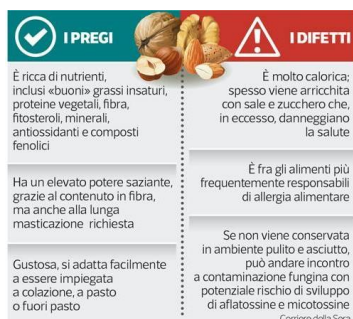 I PREGI
È ricca di nutrienti,
inclusi «buoni» grassi insaturi,
proteine vegetali, fibra,
fitosteroli, minerali,
antiossidanti e composti
fenolici
Ha un elevato potere saziante,
grazie al contenuto in fibra,
ma anche alla lunga
masticazione richiesta
Gustosa, si adatta facilmente
a essere impiegata
a colazione, a pasto
o fuori pasto
I DIFETTI
È molto calorica;
spesso viene arricchita
con sale e zucchero che,
in eccesso, danneggiano
la salute
È fra gli alimenti più
frequentemente responsabili
di allergia alimentare
Se non viene conservata
in ambiente pulito e asciutto,
può andare incontro
a contaminazione fungina con
potenziale rischio di sviluppo
di aflatossine e micotossine
Corriere della Sera